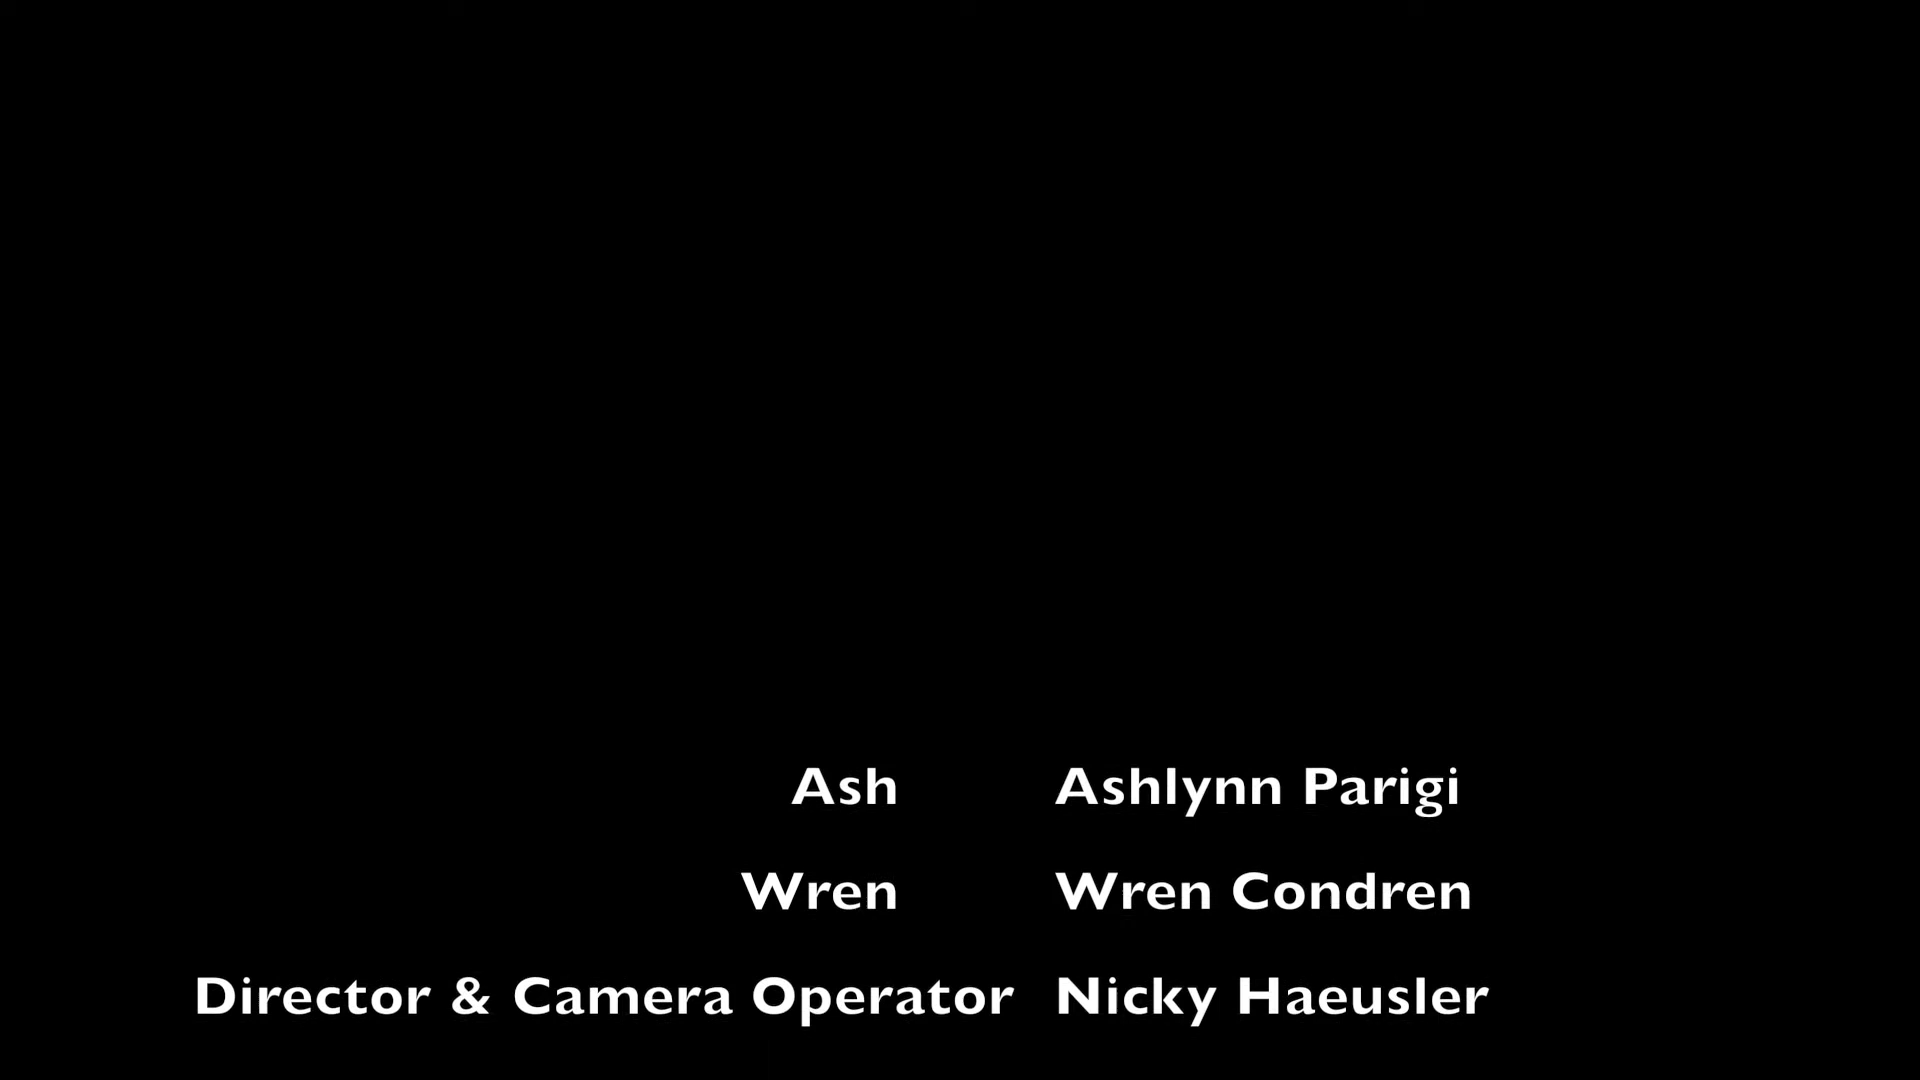 Ash Ashlynn Parigi
Wren Wren Condren
Director & Camera Operator Nicky Haeusler